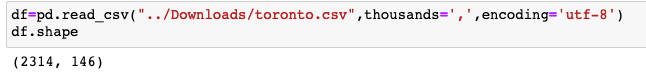 df=pd.read_csv("../Downloads/toronto.csv",thousands=',',encoding='utf-8')
df.shape
(2314, 146)